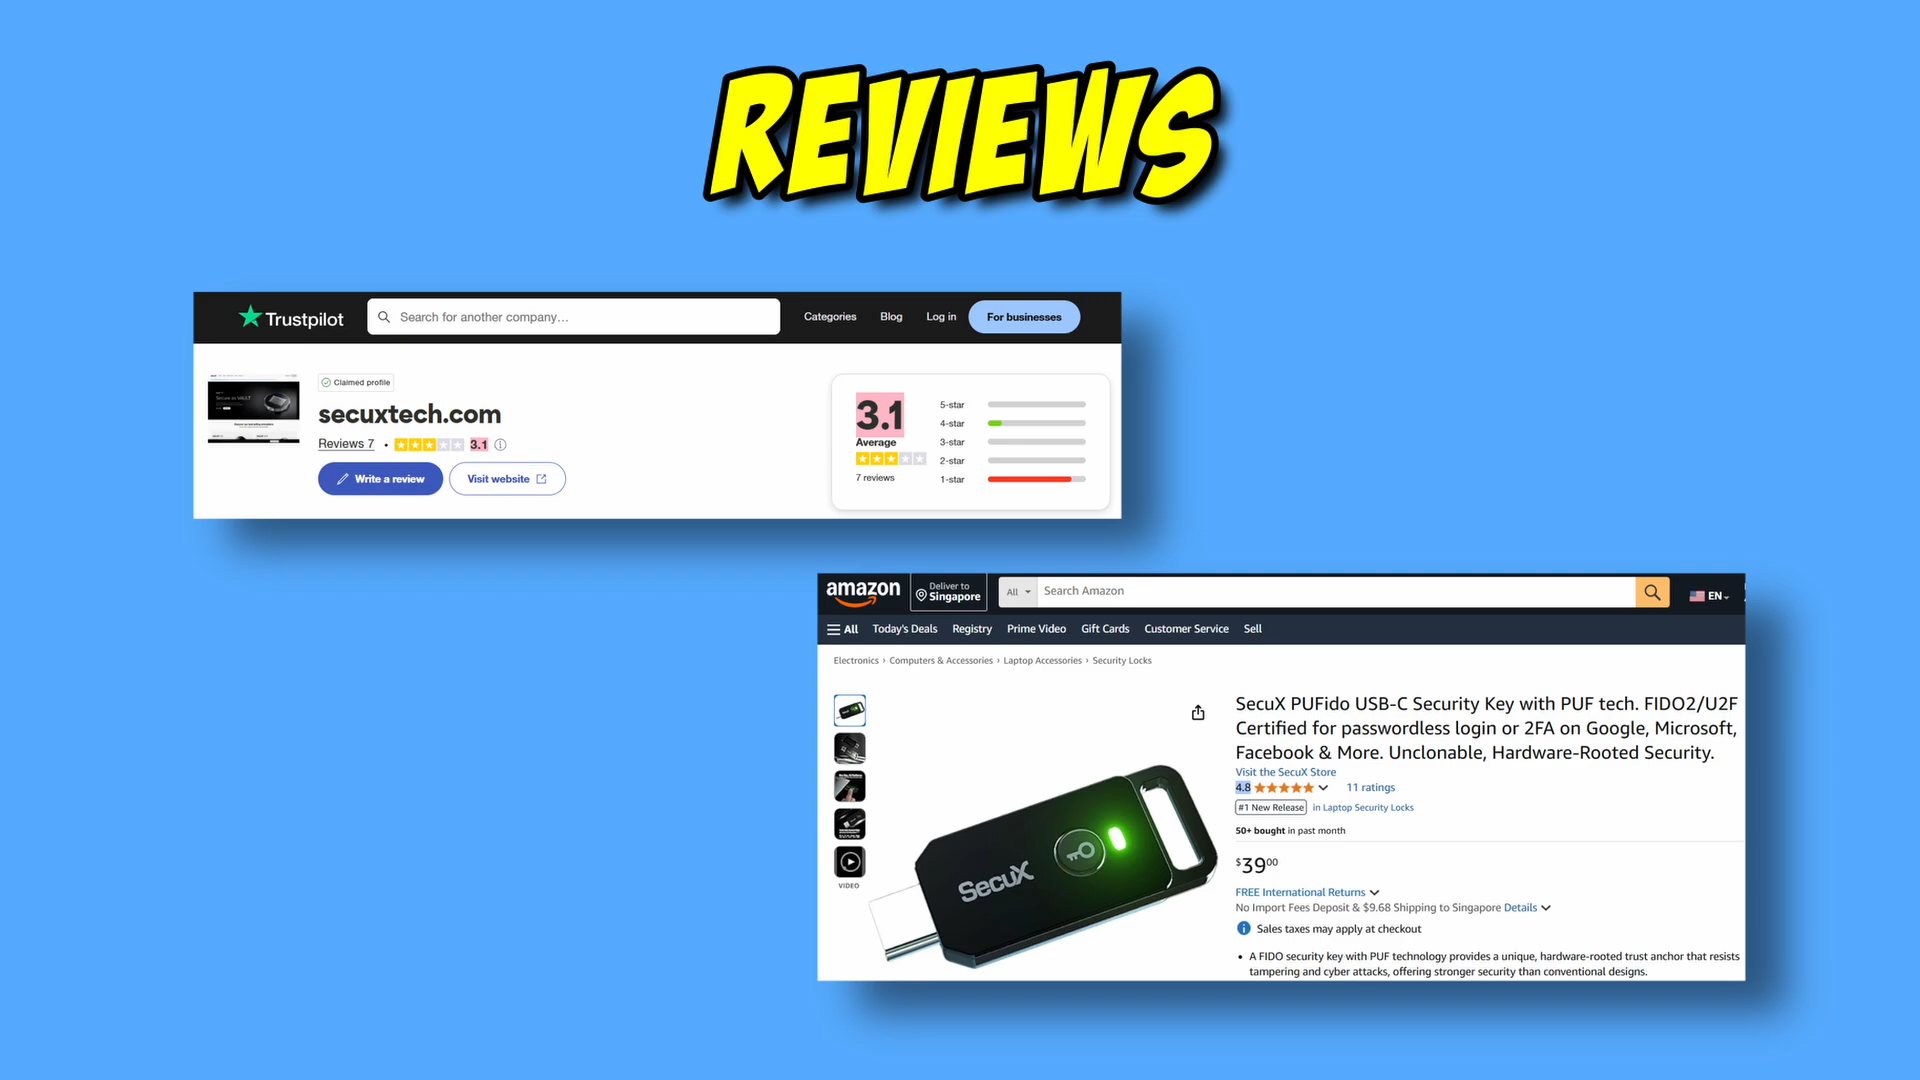 REVIEWS
Trustpilot
Search for another company...
Categories
Blog
Log in
For businesses
Claimed profile
secuxtech.com
Reviews 7 • 3.1
Write a review
Visit website
3.1
Average
7 reviews
5-star
4-star
3-star
2-star
1-star
amazon
Deliver to
Singapore
All
Search Amazon
EN
All
Today's Deals
Registry
Prime Video
Gift Cards
Customer Service
Sell
Electronics › Computers & Accessories › Laptop Accessories › Security Locks
VIDEO
SecuX
SecuX PUFido USB-C Security Key with PUF tech. FIDO2/U2F
Certified for passwordless login or 2FA on Google, Microsoft,
Facebook & More. Unclonable, Hardware-Rooted Security.
Visit the SecuX Store
4.8 11 ratings
#1 New Release in Laptop Security Locks
50+ bought in past month
$3900
FREE International Returns
No Import Fees Deposit & $9.68 Shipping to Singapore Details
Sales taxes may apply at checkout
• A FIDO security key with PUF technology provides a unique, hardware-rooted trust anchor that resists
tampering and cyber attacks, offering stronger security than conventional designs.